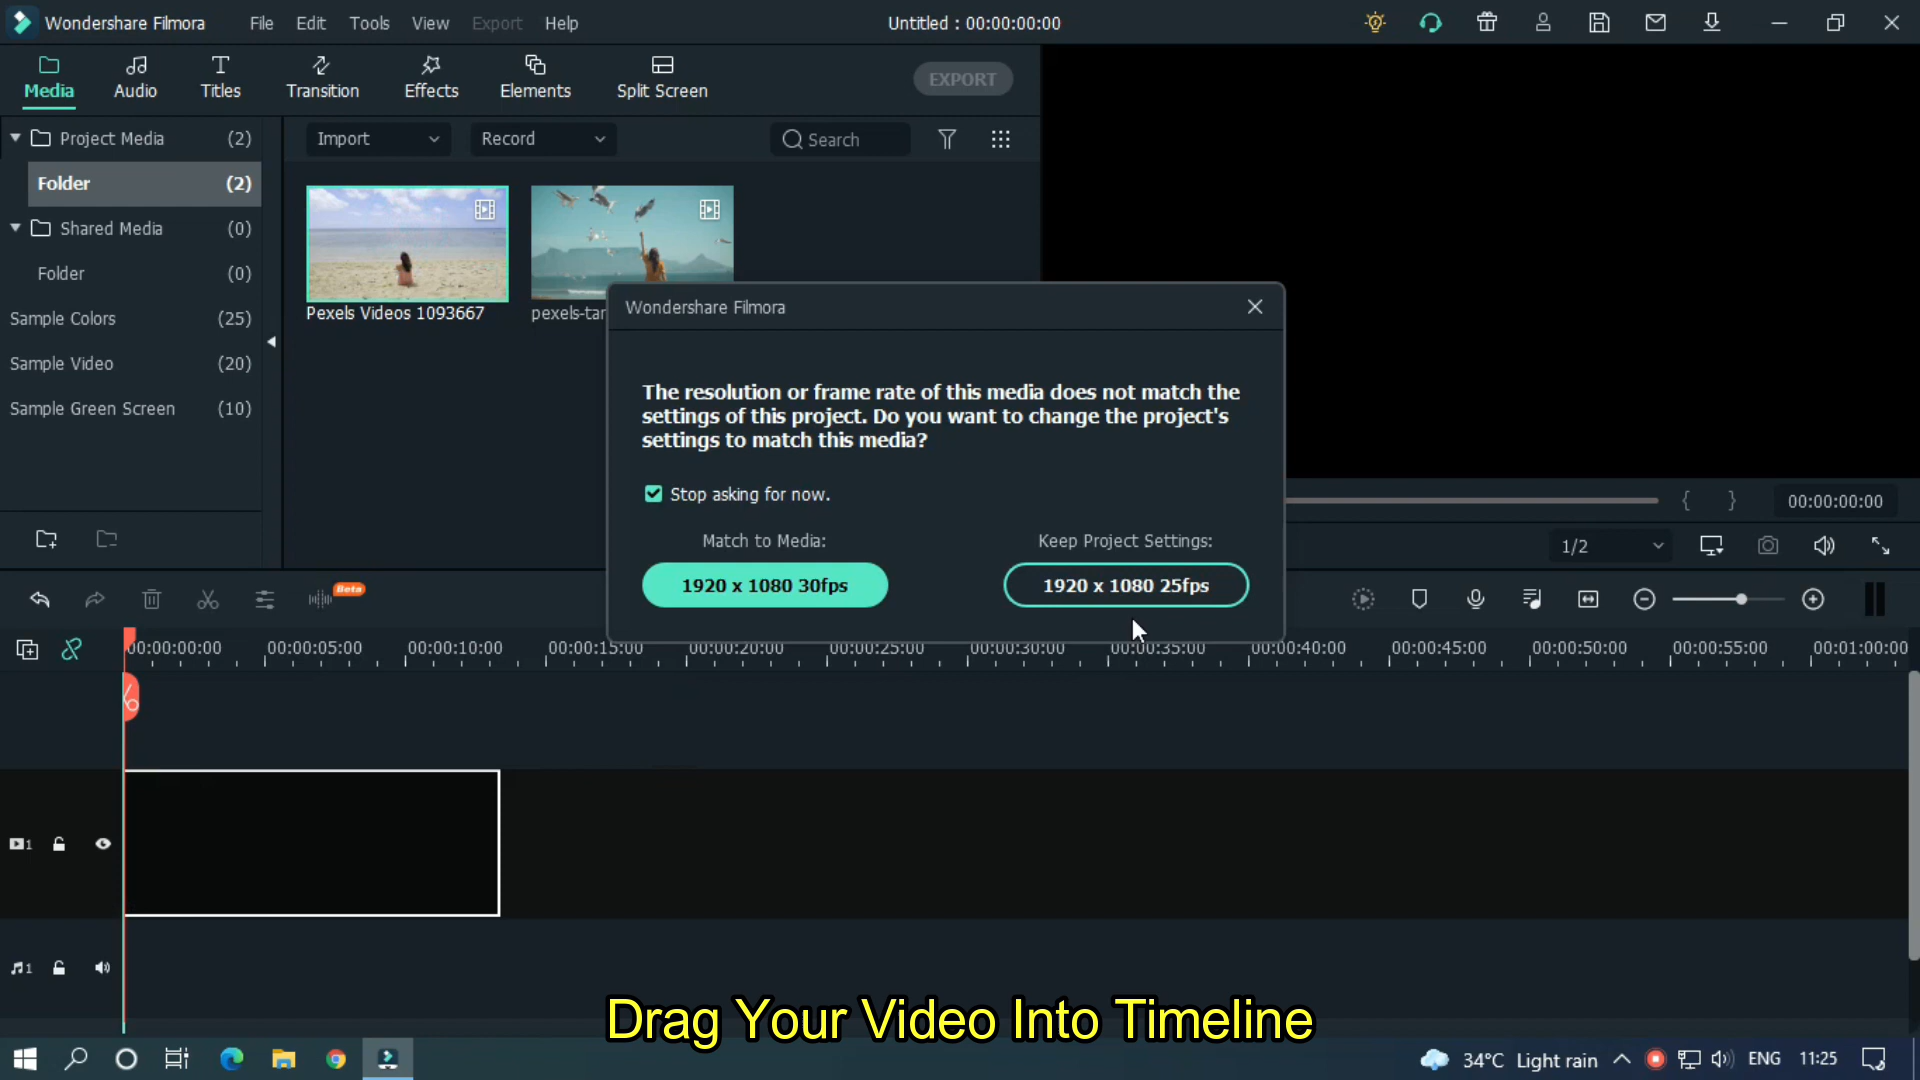 Wondershare Filmora File Edit Tools View Export Help Untitled : 00:00:00:00
Media Audio Titles Transition Effects Elements Split Screen EXPORT
Project Media (2) Import Record Search
Folder (2)
Shared Media (0)
Folder (0)
Sample Colors (25)
Sample Video (20)
Sample Green Screen (10)
Pexels Videos 1093667 pexels-tar
Wondershare Filmora
The resolution or frame rate of this media does not match the
settings of this project. Do you want to change the project's
settings to match this media?
Stop asking for now.
Match to Media: Keep Project Settings:
1920 x 1080 30fps 1920 x 1080 25fps
{ } 00:00:00:00
1/2
Beta
00:00:00:00 00:00:05:00 00:00:10:00 00:00:15:00 00:00:20:00 00:00:25:00 00:00:30:00 00:00:35:00 00:00:40:00 00:00:45:00 00:00:50:00 00:00:55:00 00:01:00:00
1
1
Drag Your Video Into Timeline
34°C Light rain ENG 11:25